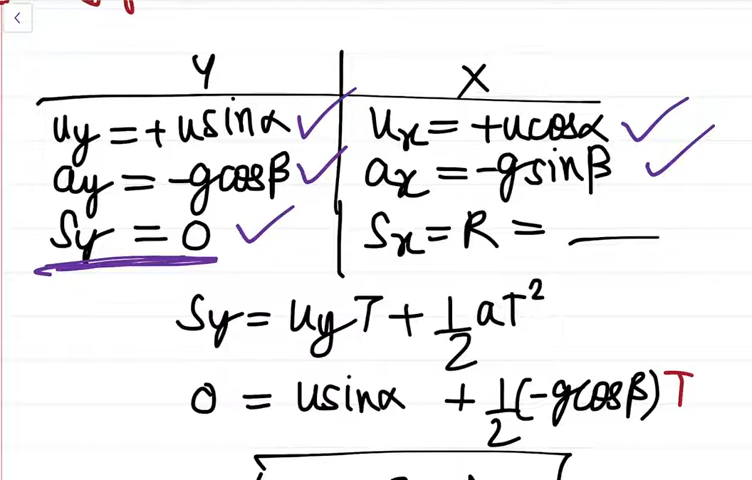 Y X
uy = +usinα ux = +ucosα
ay = -gcosβ ax = -gsinβ
Sy = 0 Sx = R = ___
Sy = uyT + 1/2 aT²
0 = usinα + 1/2 (-gcosβ)T